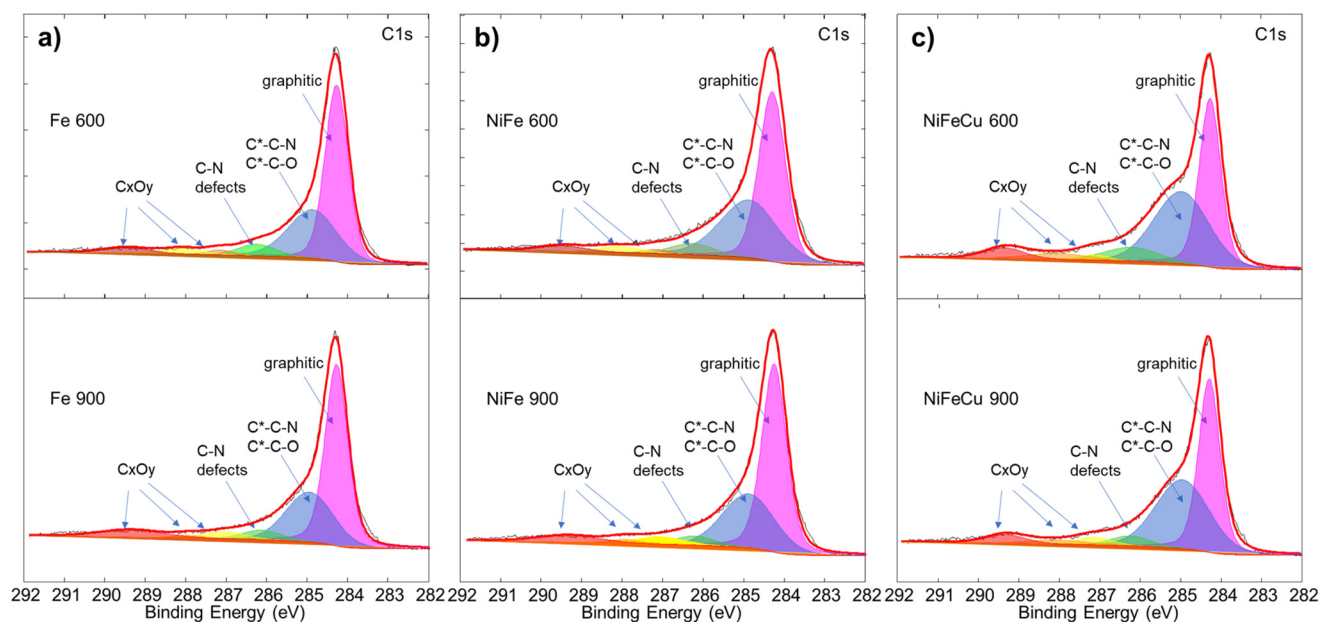 a)
C1s
graphitic
Fe 600
C*-C-N
C*-C-O
C-N
defects
CxOy
Fe 900
graphitic
C*-C-N
C*-C-O
C-N
defects
CxOy
292 291 290 289 288 287 286 285 284 283 282
Binding Energy (eV)
b)
C1s
graphitic
NiFe 600
C*-C-N
C*-C-O
C-N
defects
CxOy
NiFe 900
graphitic
C*-C-N
C*-C-O
C-N
defects
CxOy
292 291 290 289 288 287 286 285 284 283 282
Binding Energy (eV)
c)
C1s
graphitic
NiFeCu 600
C*-C-N
C*-C-O
C-N
defects
CxOy
graphitic
NiFeCu 900
C*-C-N
C*-C-O
C-N
defects
CxOy
292 291 290 289 288 287 286 285 284 283 282
Binding Energy (eV)